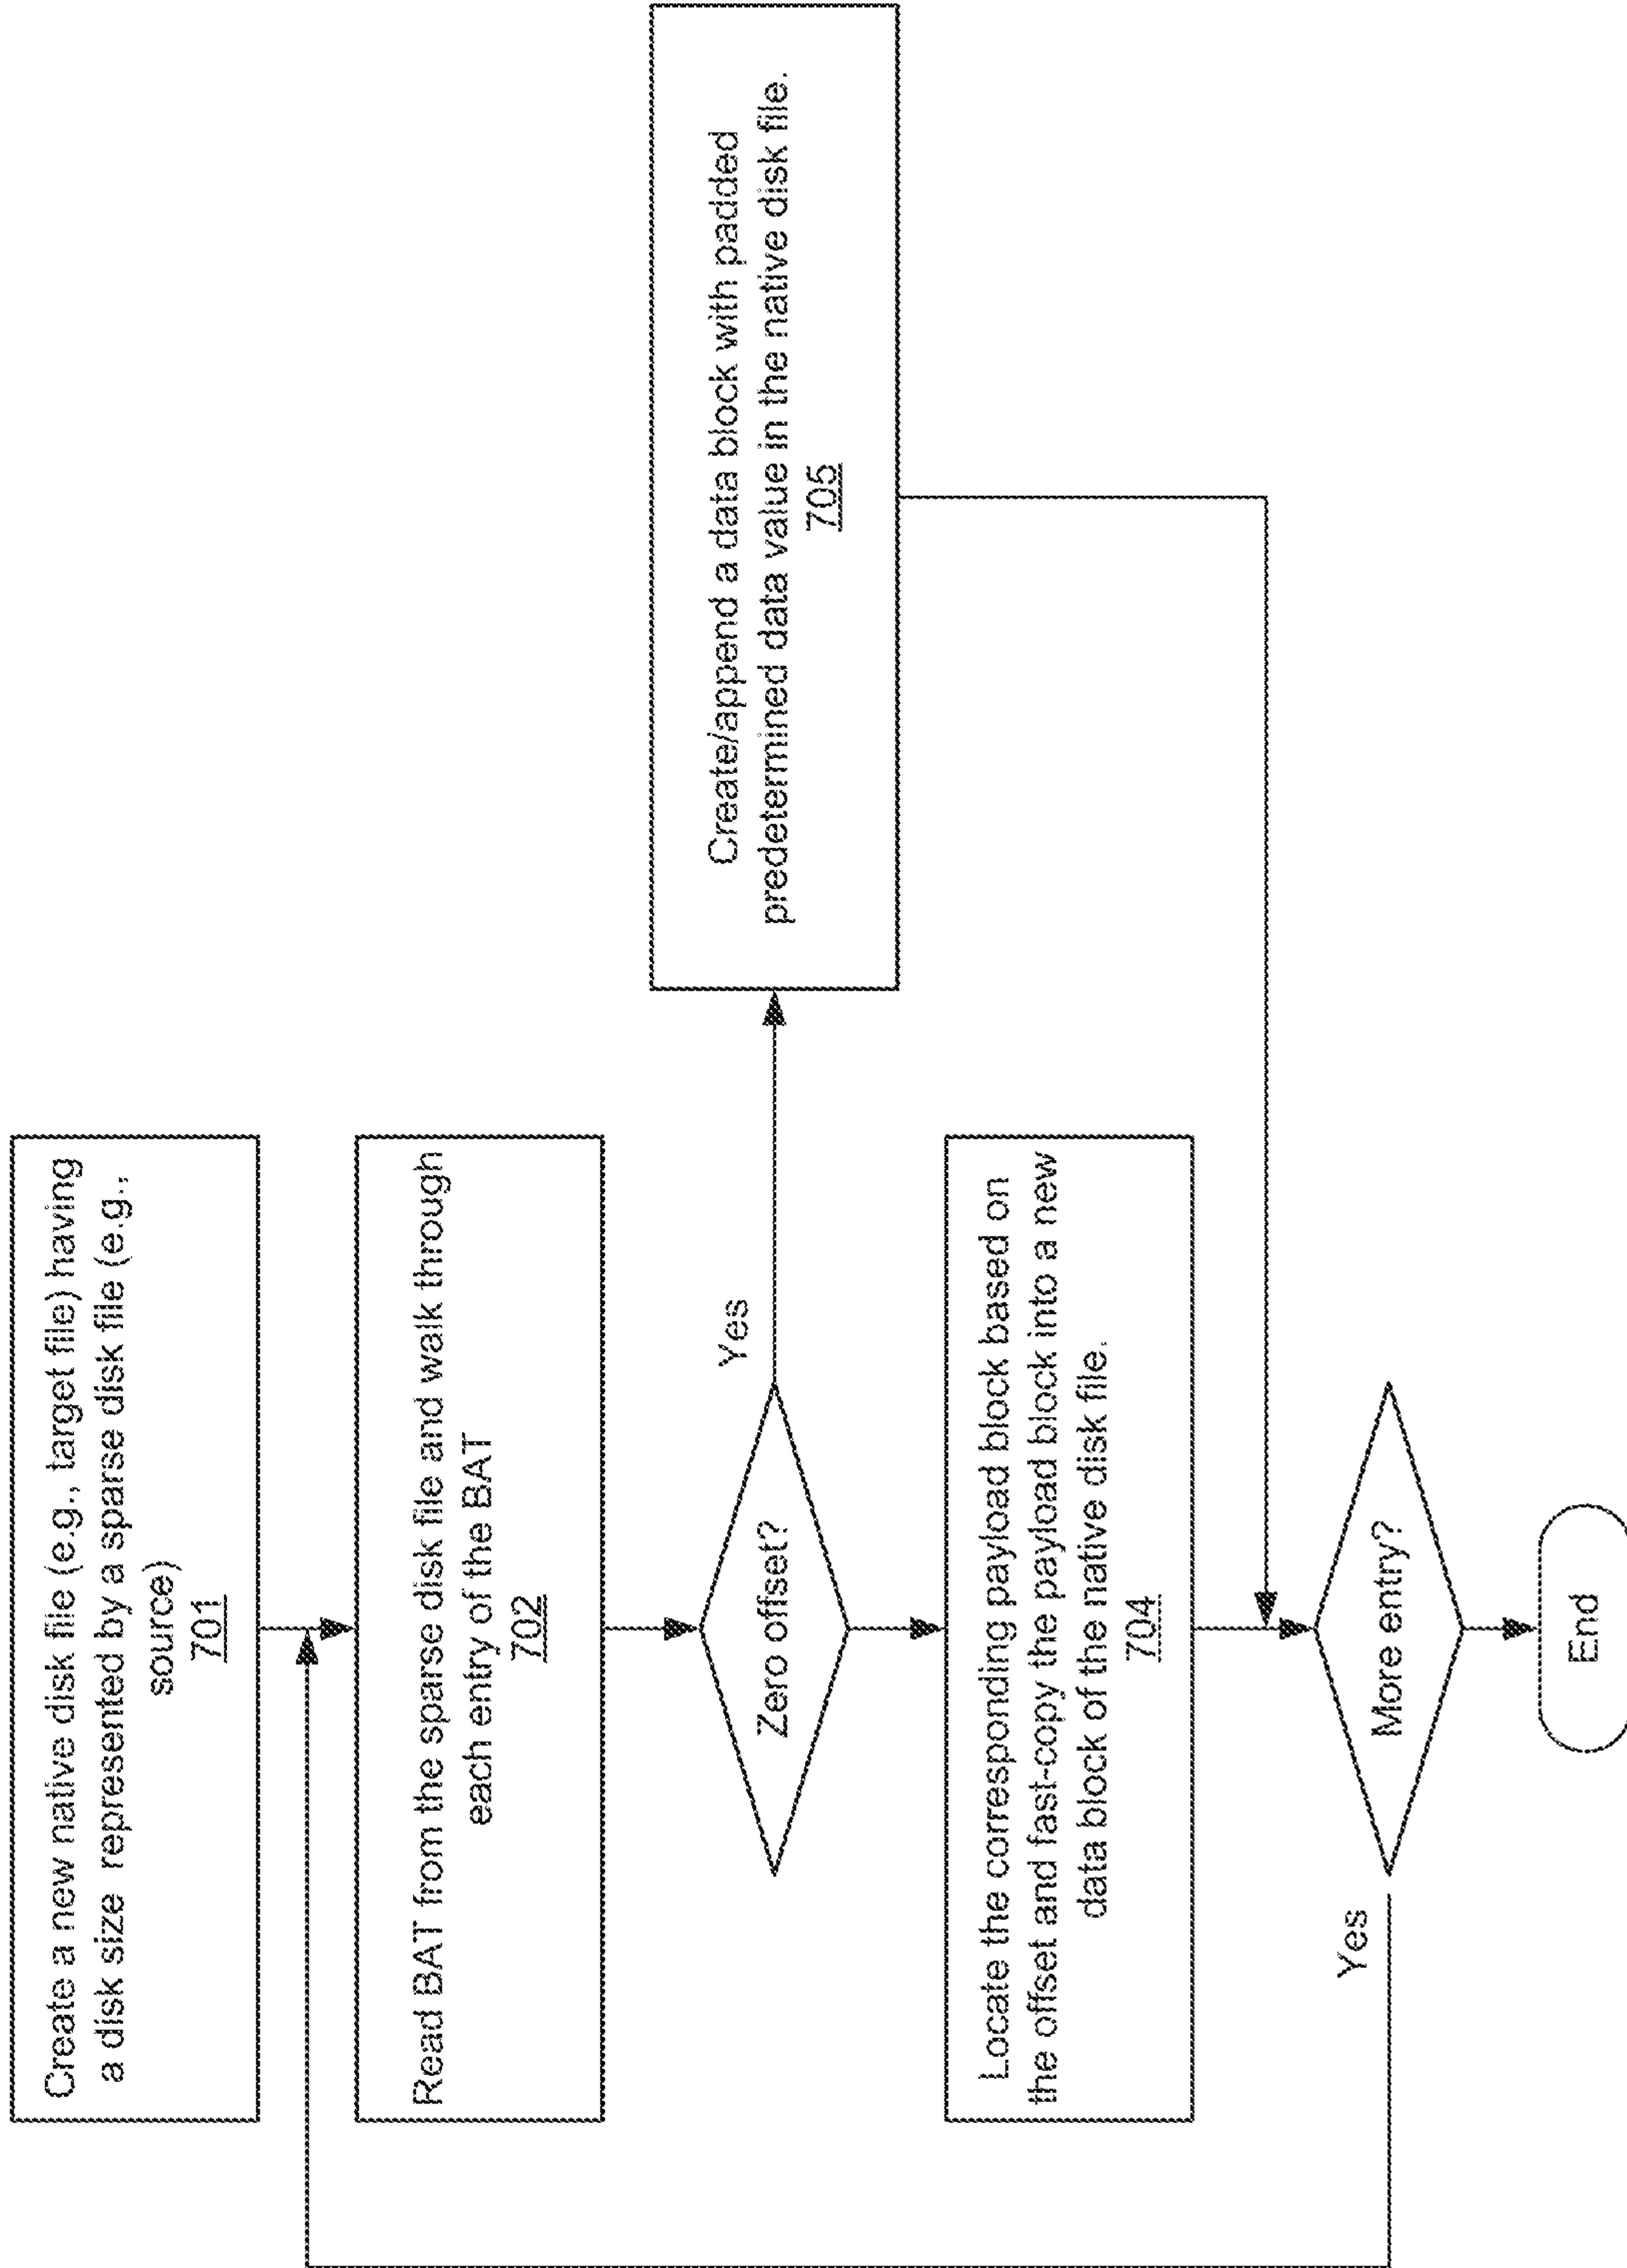 Create a new native disk file (e.g., target file) having
a disk size represented by a sparse disk file (e.g.,
source)
701
Read BAT from the sparse disk file and walk through
each entry of the BAT
702
Zero offset?
Yes
Create/append a data block with padded
predetermined data value in the native disk file.
705
Locate the corresponding payload block based on
the offset and fast-copy the payload block into a new
data block of the native disk file.
704
More entry?
Yes
End